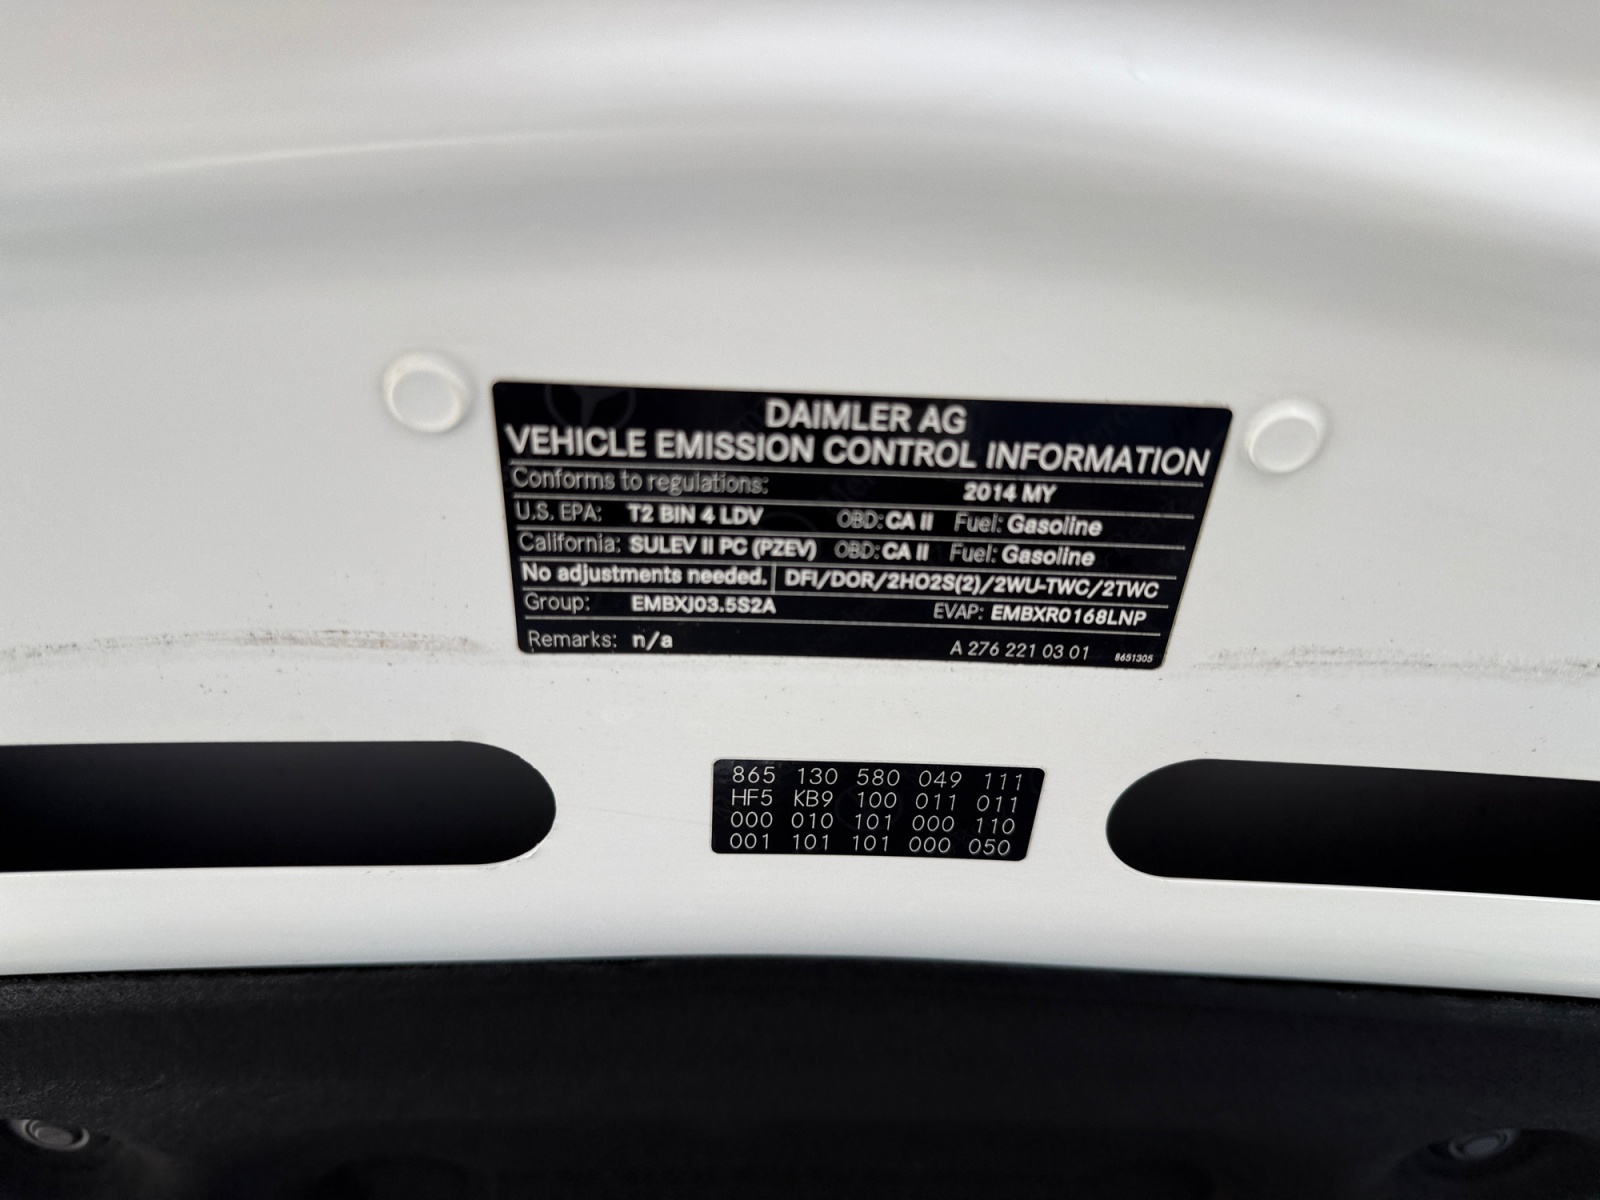 DAIMLER AG
VEHICLE EMISSION CONTROL INFORMATION
Conforms to regulations: 2014 MY
U.S. EPA: T2 BIN 4 LDV OBD: CA II Fuel: Gasoline
California: SULEV II PC (PZEV) OBD: CA II Fuel: Gasoline
No adjustments needed. DFI/DOR/2HO2S(2)/2WU-TWC/2TWC
Group: EMBXJ03.5S2A EVAP: EMBXR0168LNP
Remarks: n/a A 276 221 03 01 8651305
865 130 580 049 111
HF5 KB9 100 011 011
000 010 101 000 110
001 101 101 000 050